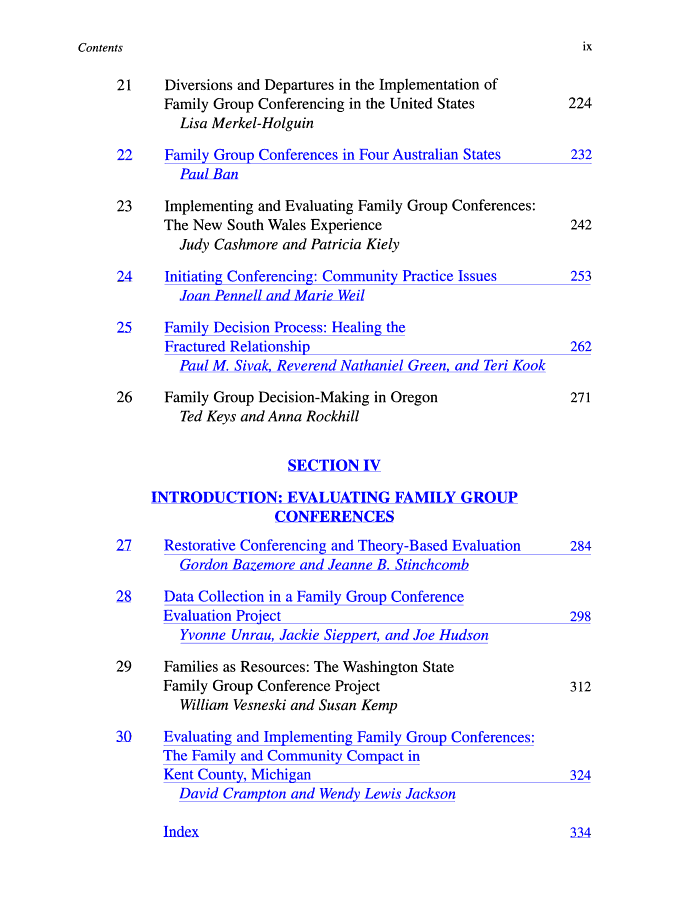 Contents ix
21 Diversions and Departures in the Implementation of
Family Group Conferencing in the United States 224
Lisa Merkel-Holguin
22 Family Group Conferences in Four Australian States 232
Paul Ban
23 Implementing and Evaluating Family Group Conferences:
The New South Wales Experience 242
Judy Cashmore and Patricia Kiely
24 Initiating Conferencing: Community Practice Issues 253
Joan Pennell and Marie Weil
25 Family Decision Process: Healing the
Fractured Relationship 262
Paul M. Sivak, Reverend Nathaniel Green, and Teri Kook
26 Family Group Decision-Making in Oregon 271
Ted Keys and Anna Rockhill
SECTION IV
INTRODUCTION: EVALUATING FAMILY GROUP
CONFERENCES
27 Restorative Conferencing and Theory-Based Evaluation 284
Gordon Bazemore and Jeanne B. Stinchcomb
28 Data Collection in a Family Group Conference
Evaluation Project 298
Yvonne Unrau, Jackie Sieppert, and Joe Hudson
29 Families as Resources: The Washington State
Family Group Conference Project 312
William Vesneski and Susan Kemp
30 Evaluating and Implementing Family Group Conferences:
The Family and Community Compact in
Kent County, Michigan 324
David Crampton and Wendy Lewis Jackson
Index 334